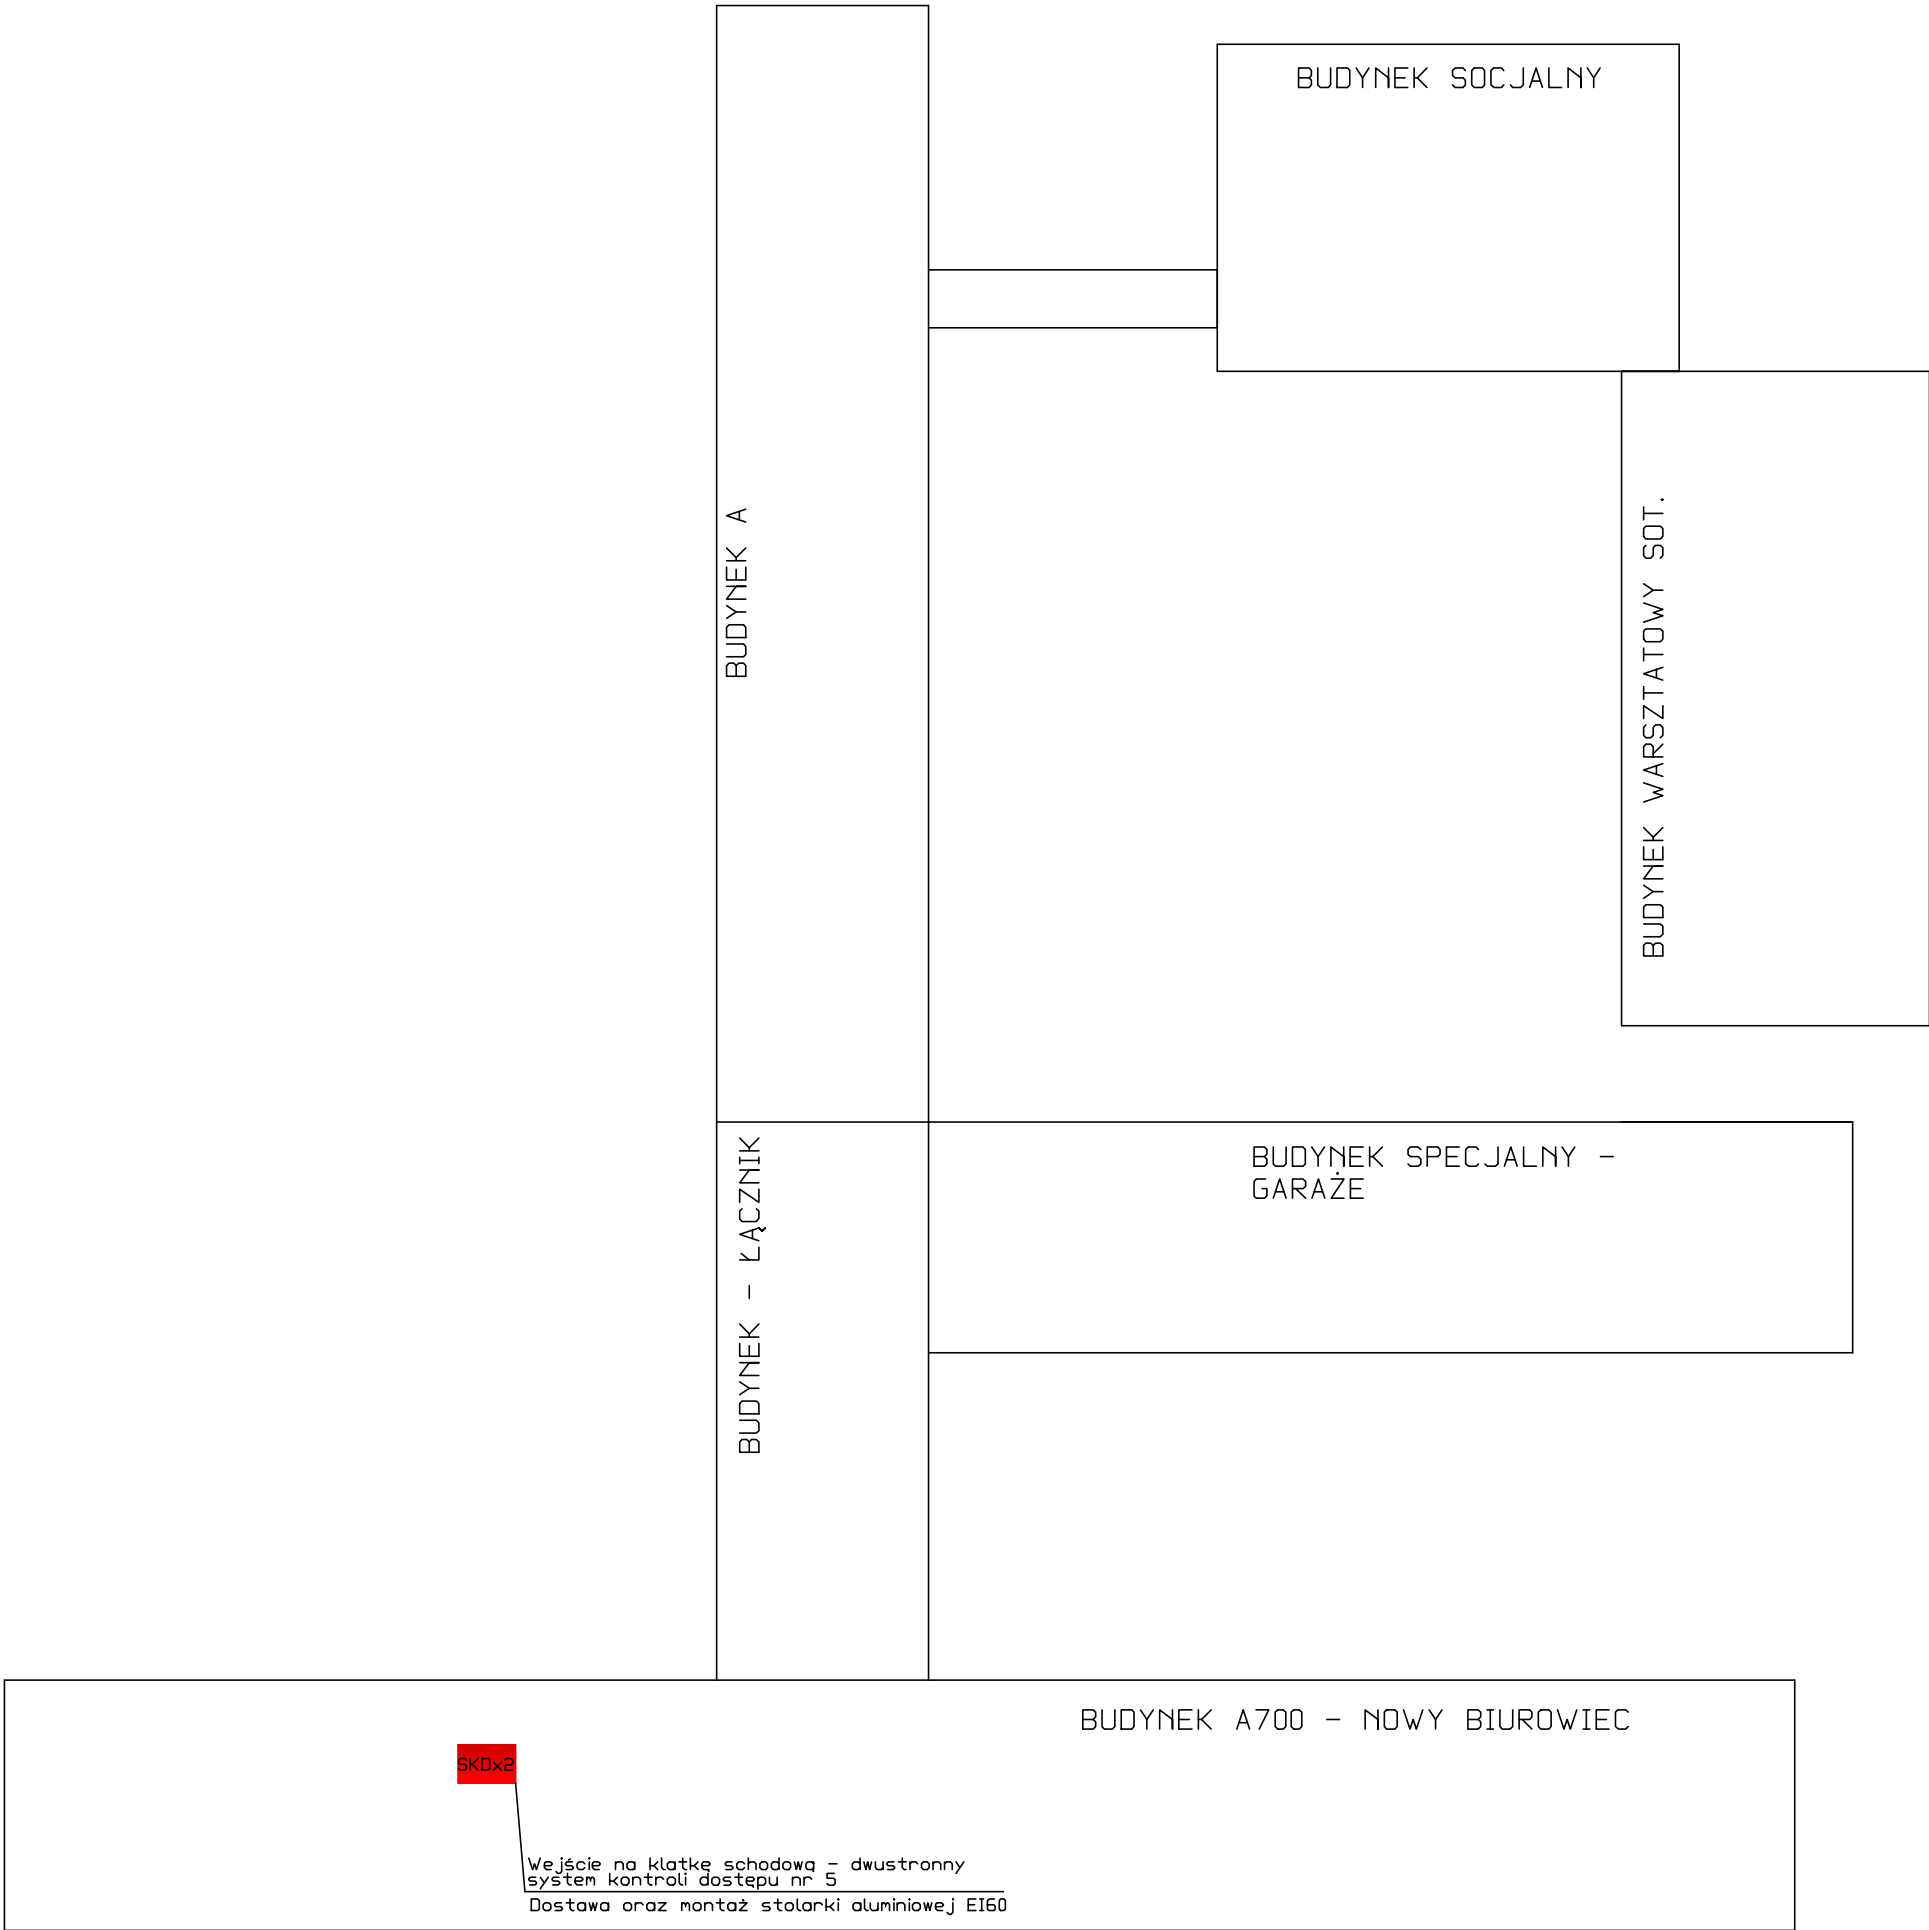 BUDYNEK SOCJALNY
BUDYNEK A
BUDYNEK WARSZTATOWY SOT.
BUDYNEK - ŁĄCZNIK
BUDYNEK SPECJALNY -
GARAŻE
BUDYNEK A700 - NOWY BIUROWIEC
SKDx2
Wejście na klatkę schodową - dwustronny
system kontroli dostępu nr 5
Dostawa oraz montaż stolarki aluminiowej EI60